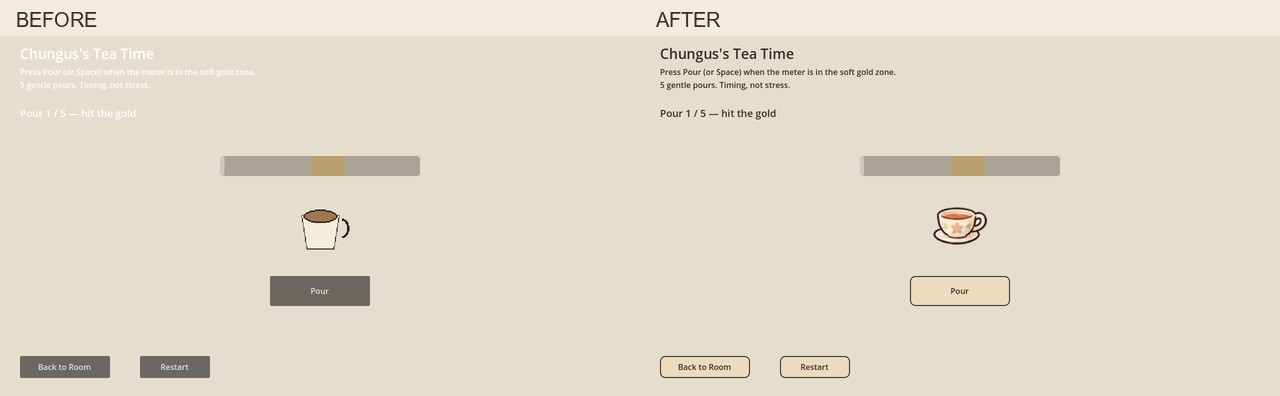 BEFORE
Chungus's Tea Time
Press Pour (or Space) when the meter is in the soft gold zone.
5 gentle pours. Timing, not stress.
Pour 1 / 5 — hit the gold
Pour
Back to Room
Restart
AFTER
Chungus's Tea Time
Press Pour (or Space) when the meter is in the soft gold zone.
5 gentle pours. Timing, not stress.
Pour 1 / 5 — hit the gold
Pour
Back to Room
Restart